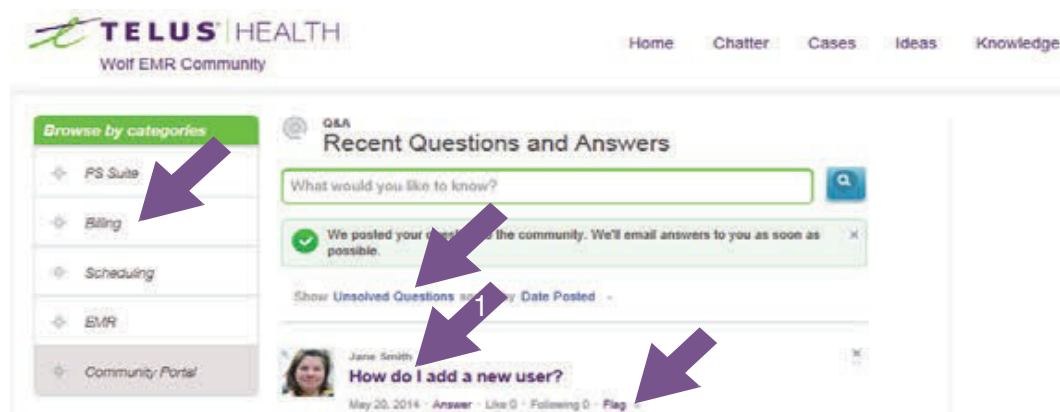 TELUS HEALTH
Wolf EMR Community
Home Chatter Cases Ideas Knowledge
Browse by categories
PS Suite
Billing
Scheduling
EMR
Community Portal
Q&A
Recent Questions and Answers
What would you like to know?
We posted your the community. We'll email answers to you as soon as
possible.
Show Unsolved Questions Date Posted
1
Jane Smith
How do I add a new user?
May 20, 2014 · Answer · Like 0 · Following 0 · Flag